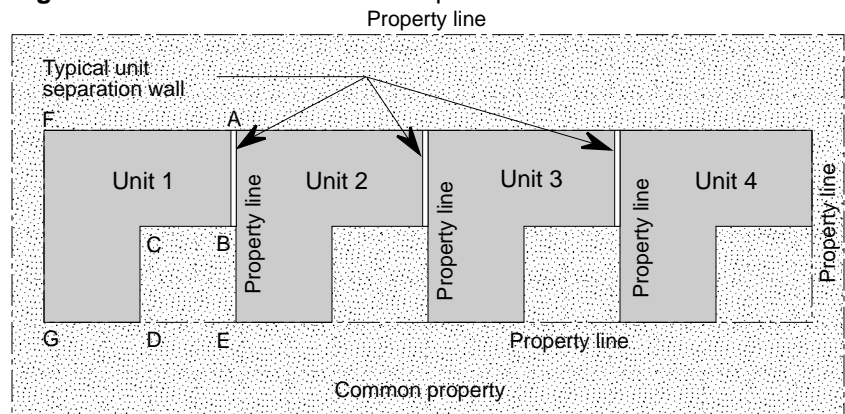 Property line
Typical unit
separation wall
F
A
Unit 1
Unit 2
Unit 3
Unit 4
Property line
Property line
Property line
Property line
C
B
G
D
E
Property line
Common property